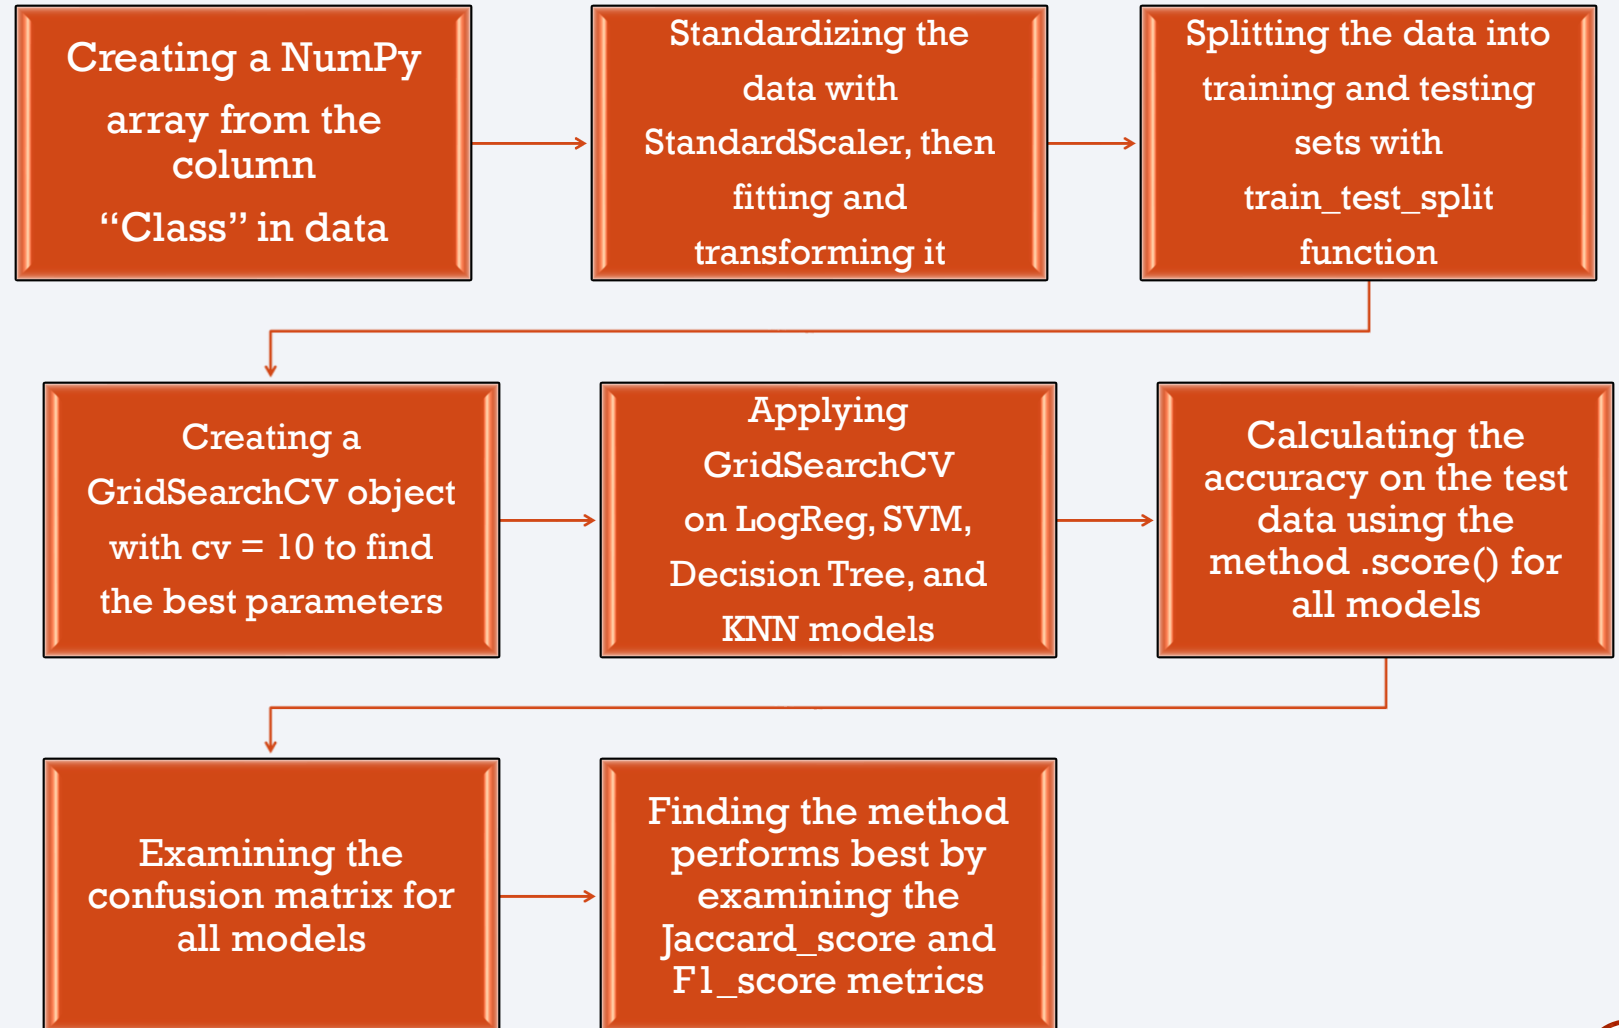 Creating a NumPy
array from the
column
“Class” in data
Standardizing the
data with
StandardScaler, then
fitting and
transforming it
Splitting the data into
training and testing
sets with
train_test_split
function
Creating a
GridSearchCV object
with cv = 10 to find
the best parameters
Applying
GridSearchCV
on LogReg, SVM,
Decision Tree, and
KNN models
Calculating the
accuracy on the test
data using the
method .score() for
all models
Examining the
confusion matrix for
all models
Finding the method
performs best by
examining the
Jaccard_score and
F1_score metrics